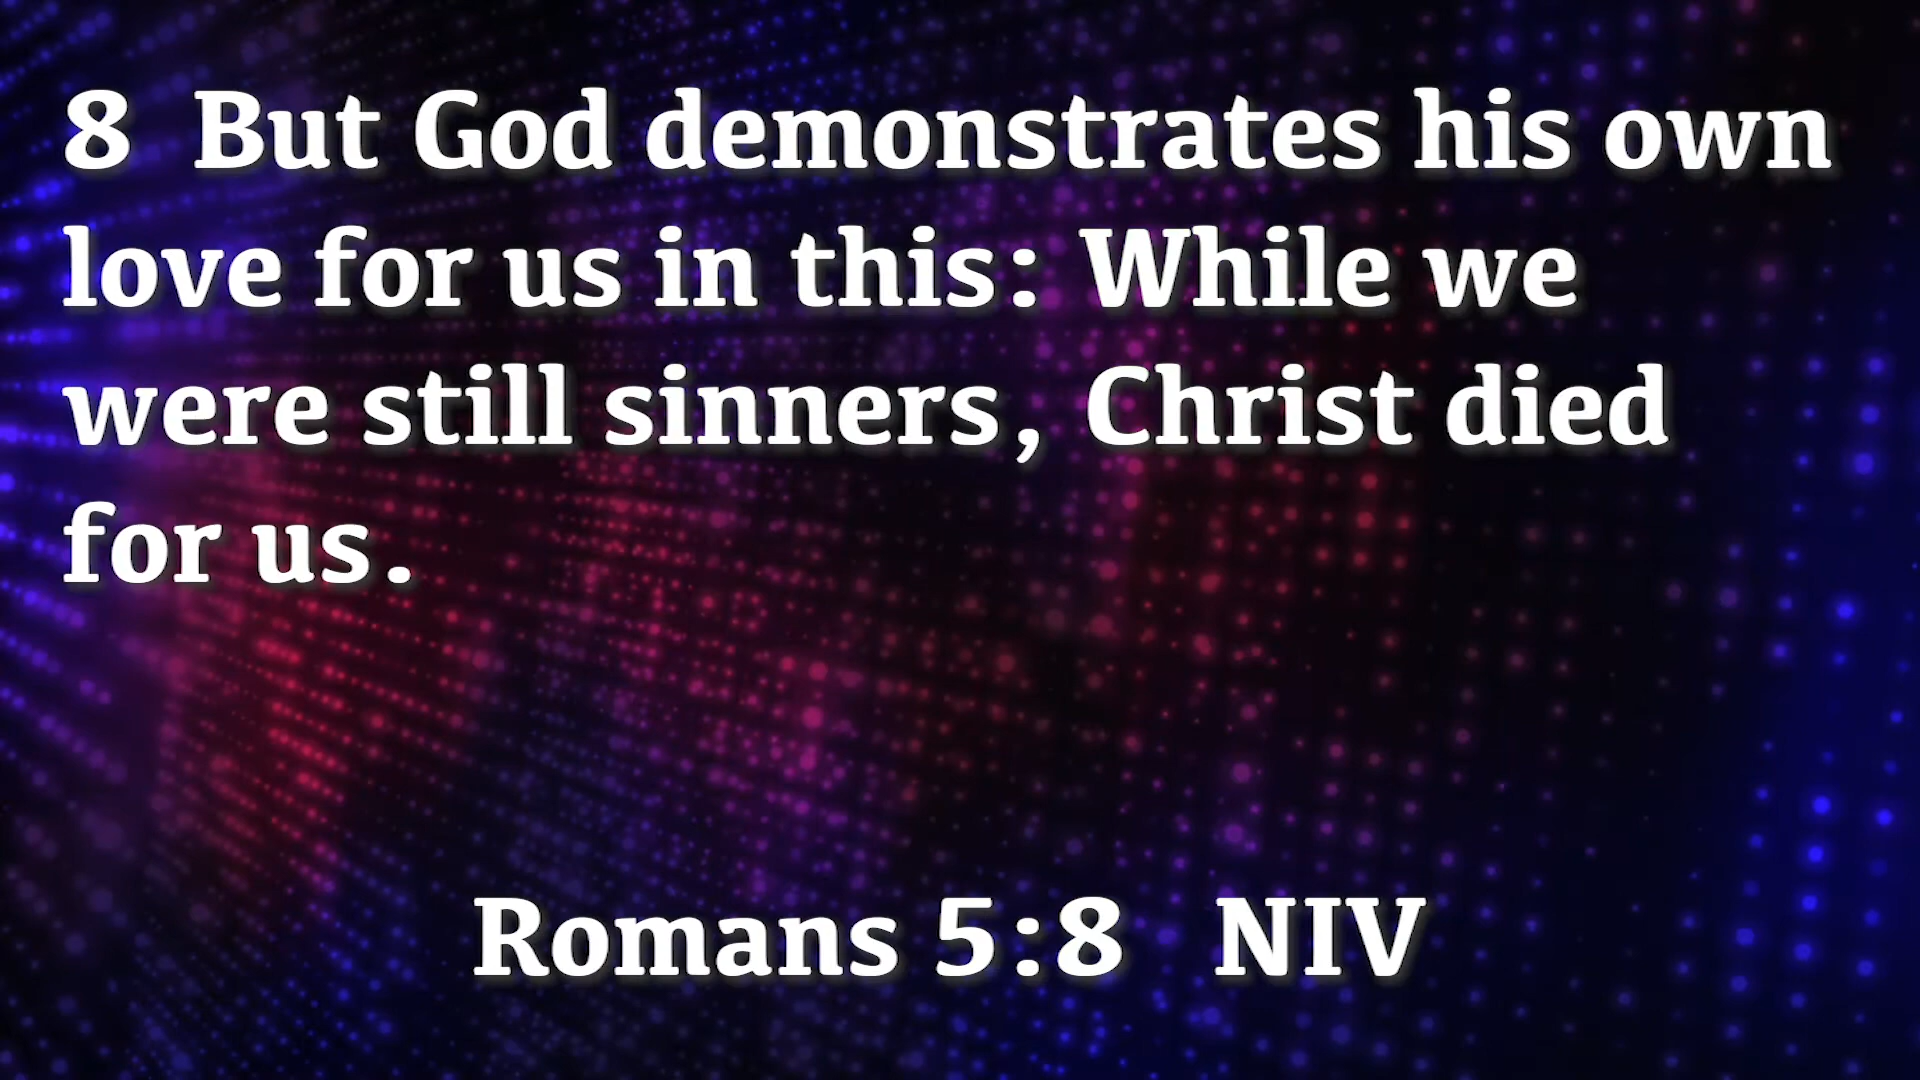 8 But God demonstrates his own
love for us in this: While we
were still sinners, Christ died
for us.
Romans 5:8 NIV